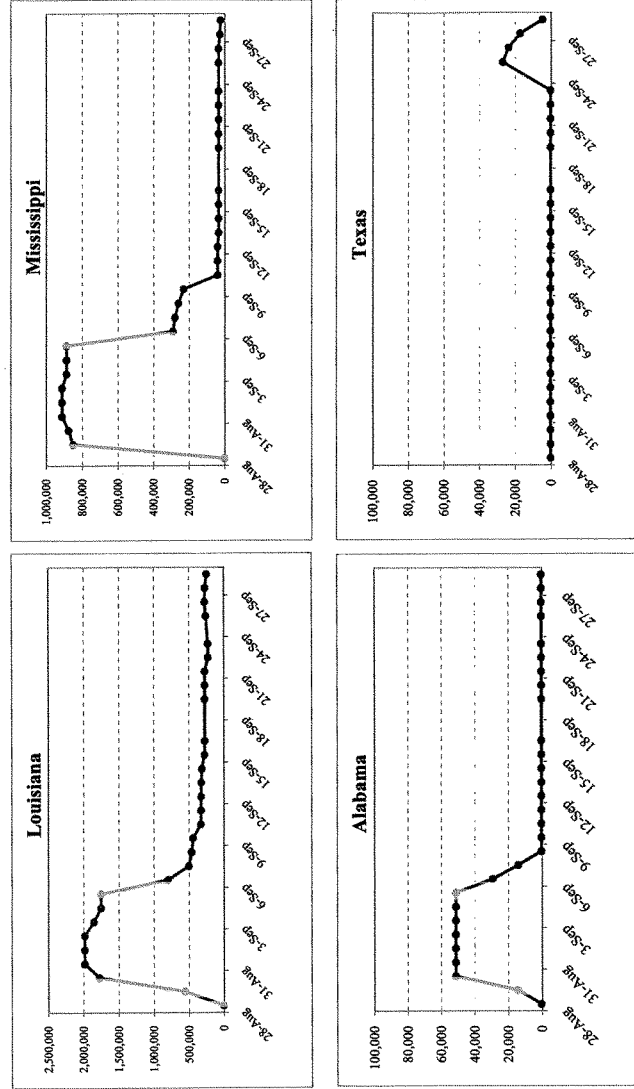 Louisiana
2,500,000
2,000,000
1,500,000
1,000,000
500,000
0
28-Aug
31-Aug
3-Sep
6-Sep
9-Sep
12-Sep
15-Sep
18-Sep
21-Sep
24-Sep
27-Sep
Mississippi
1,000,000
800,000
600,000
400,000
200,000
0
28-Aug
31-Aug
3-Sep
6-Sep
9-Sep
12-Sep
15-Sep
18-Sep
21-Sep
24-Sep
27-Sep
Alabama
100,000
80,000
60,000
40,000
20,000
0
28-Aug
31-Aug
3-Sep
6-Sep
9-Sep
12-Sep
15-Sep
18-Sep
21-Sep
24-Sep
27-Sep
Texas
100,000
80,000
60,000
40,000
20,000
0
28-Aug
31-Aug
3-Sep
6-Sep
9-Sep
12-Sep
15-Sep
18-Sep
21-Sep
24-Sep
27-Sep